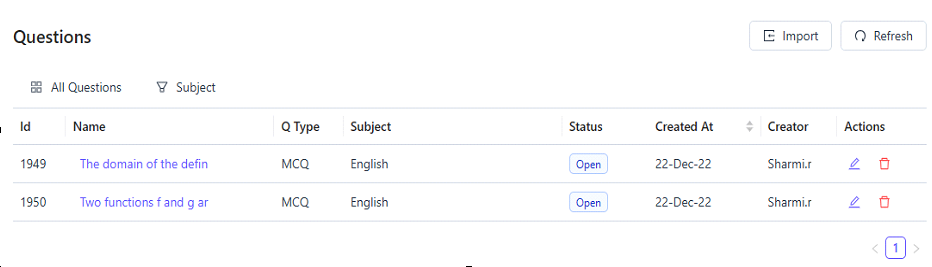 Questions
Import
Refresh
All Questions
Subject
Id Name Q Type Subject Status Created At Creator Actions
1949 The domain of the defin MCQ English Open 22-Dec-22 Sharmi.r
1950 Two functions f and g ar MCQ English Open 22-Dec-22 Sharmi.r
1